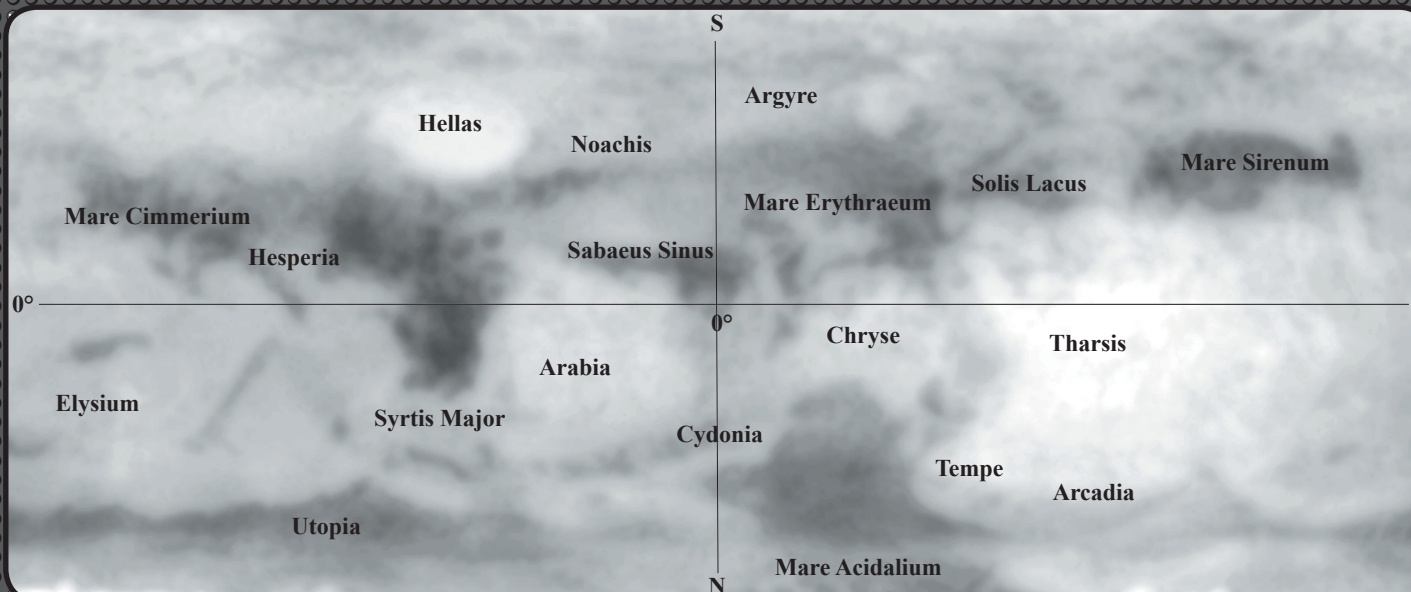 S
Argyre
Hellas
Noachis
Mare Sirenum
Solis Lacus
Mare Erythraeum
Mare Cimmerium
Sabaeus Sinus
Hesperia
0°
0°
Chryse
Tharsis
Arabia
Elysium
Syrtis Major
Cydonia
Tempe
Arcadia
Utopia
Mare Acidalium
N